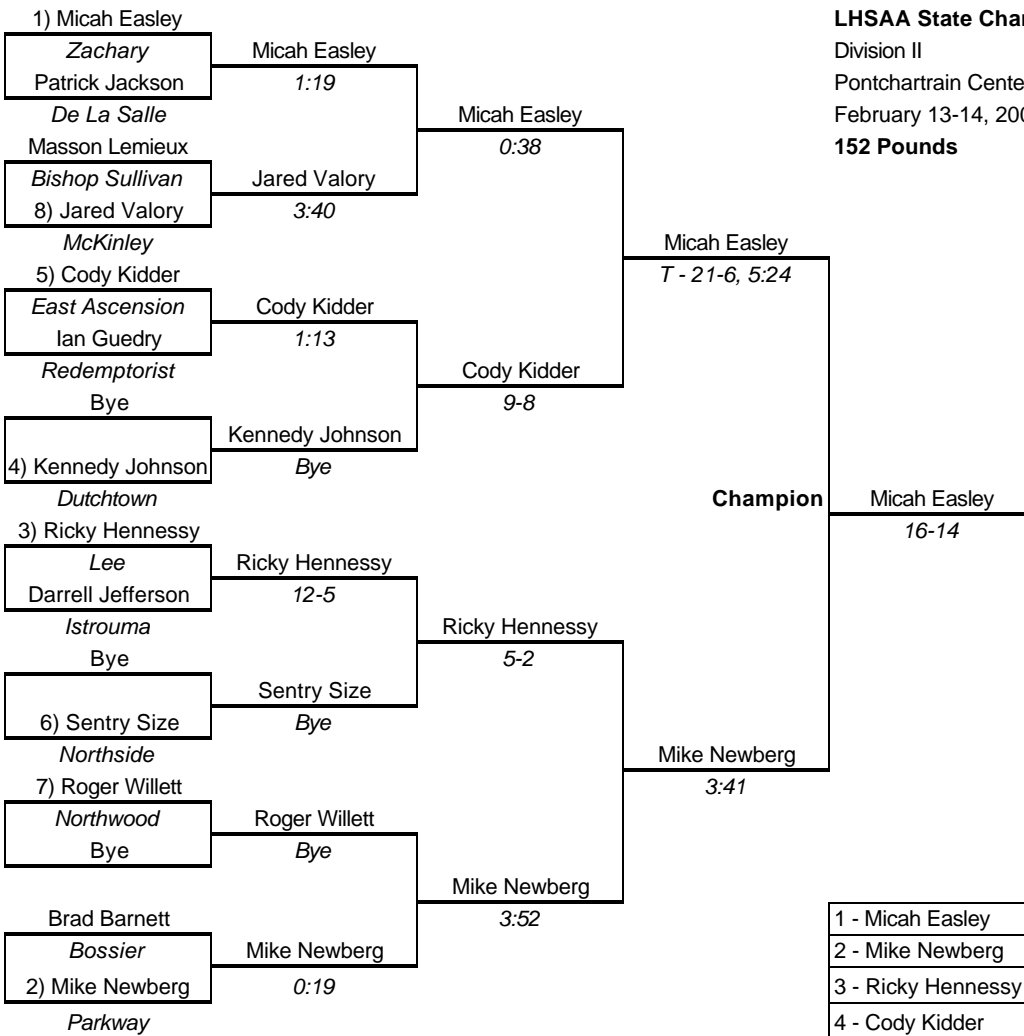 LHSAA State Cha
Division II
Pontchartrain Cente
February 13-14, 200
152 Pounds
1) Micah Easley
Zachary
Patrick Jackson
De La Salle
Masson Lemieux
Bishop Sullivan
8) Jared Valory
McKinley
5) Cody Kidder
East Ascension
Ian Guedry
Redemptorist
Bye
4) Kennedy Johnson
Dutchtown
3) Ricky Hennessy
Lee
Darrell Jefferson
Istrouma
Bye
6) Sentry Size
Northside
7) Roger Willett
Northwood
Bye
Brad Barnett
Bossier
2) Mike Newberg
Parkway
Micah Easley
1:19
Jared Valory
3:40
Cody Kidder
1:13
Kennedy Johnson
Bye
Ricky Hennessy
12-5
Sentry Size
Bye
Roger Willett
Bye
Mike Newberg
0:19
Micah Easley
0:38
Cody Kidder
9-8
Ricky Hennessy
5-2
Mike Newberg
3:52
Micah Easley
T - 21-6, 5:24
Mike Newberg
3:41
Champion
Micah Easley
16-14
1 - Micah Easley
2 - Mike Newberg
3 - Ricky Hennessy
4 - Cody Kidder